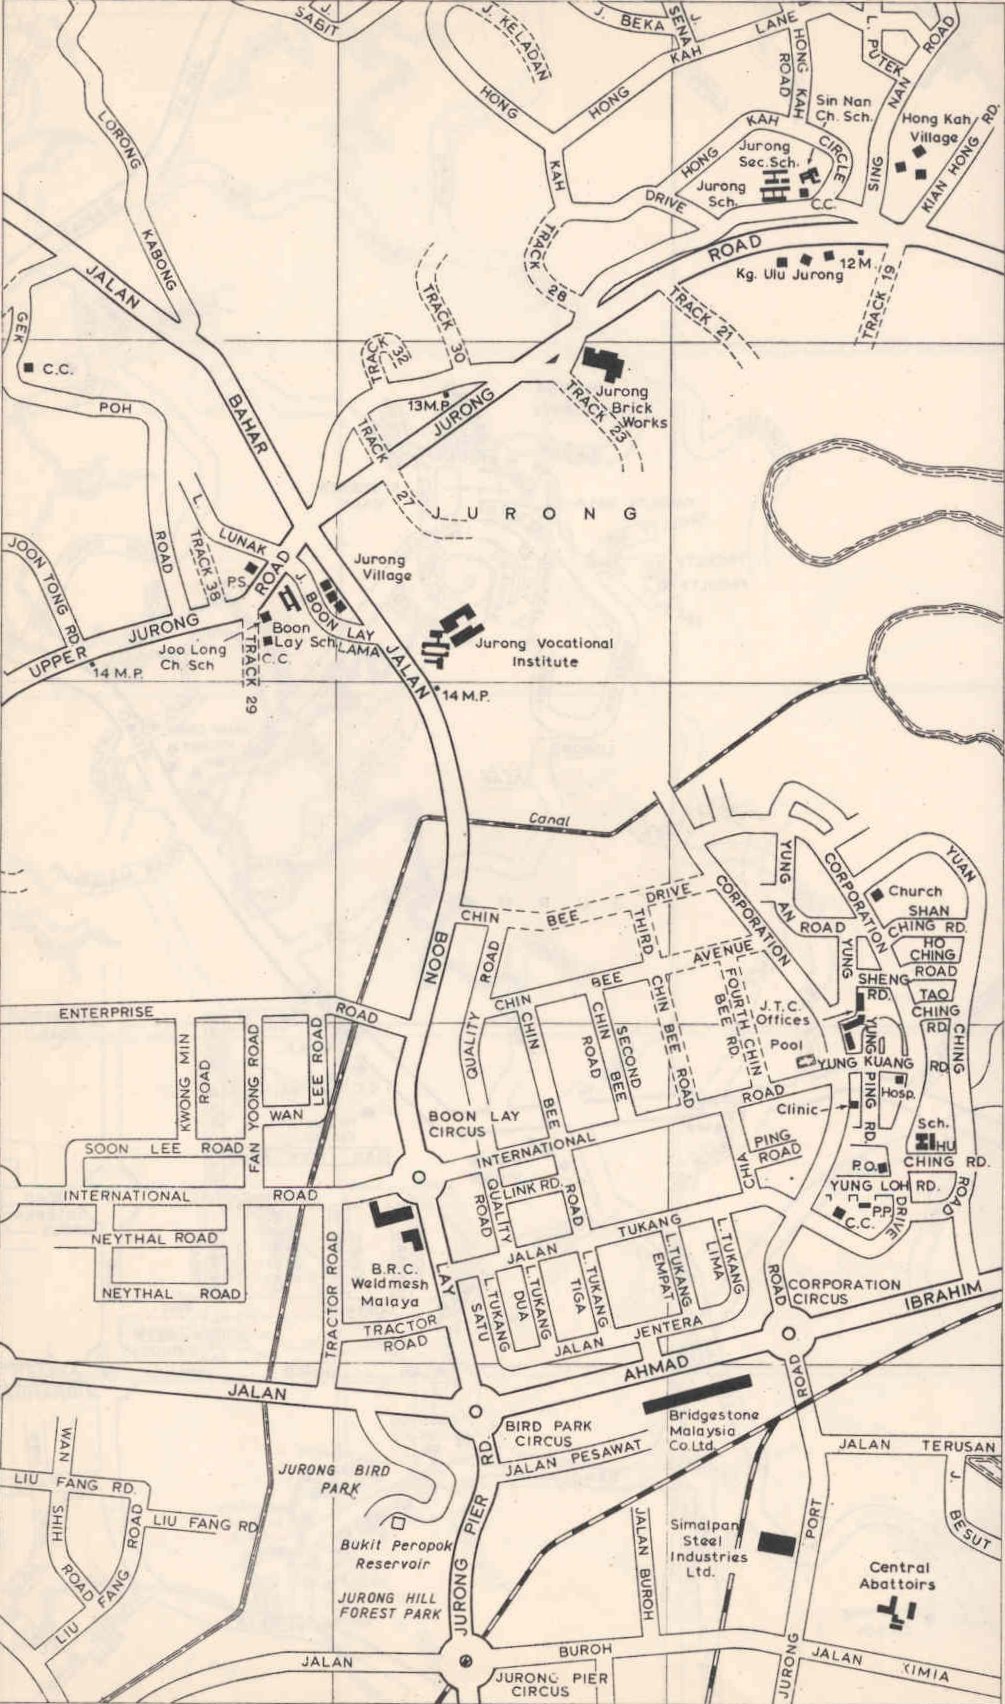 J.
SABIT
J. KELADAN
J. BEKA
J.
SENAH
KAH
LANE
HONG KAH
ROAD
L. PUTEK
ROAD
NAN
SING
HONG
HONG
KAH
LORONG
KABONG
Sin Nan
Ch. Sch.
Hong Kah
Village
KIAN HONG RD.
KAH
CIRCLE
HONG
Jurong
Sec. Sch.
Jurong
Sch.
C.C.
DRIVE
ROAD
Kg. Ulu Jurong
12 M
TRACK 28
TRACK 21
TRACK 19
JALAN
GEK
C.C.
POH
ROAD
BAHAR
TRACK 30
TRACK 32
13M.P.
JURONG
Jurong
Brick
Works
TRACK 23
TRACK
27
JURONG
L.
LUNAK
TRACK 38
P.S.
ROAD
JOON TONG RD
JURONG
UPPER
14 M.P.
Joo Long
Ch. Sch
TRACK 29
Jurong
Village
J.
BOON LAY
LAMA
Boon
Lay Sch.
C.C.
JALAN
14 M.P.
Jurong Vocational
Institute
Canal
CHIN BEE DRIVE
BOON
ROAD
QUALITY
CHIN BEE AVENUE
THIRD
CHIN BEE ROAD
FOURTH CHIN
BEE RD.
CHIN BEE
CHIN
ROAD
SECOND
BEE
CORPORATION
YUNG
AN ROAD
YUNG
CORPORATION
YUAN
Church
SHAN
CHING RD.
HO
CHING
ROAD
SHENG
RD.
TAO
CHING
RD.
CHING
RD
J.T.C.
Offices
Pool
YUNG KUANG
YUNG
PING RD.
Hosp.
Clinic
Sch.
HU
CHING RD.
P.O.
YUNG LOH RD.
P.P.
C.C.
DRIVE
ROAD
ENTERPRISE
ROAD
KWONG MIN
ROAD
FAN YOONG ROAD
LEE ROAD
WAN
SOON LEE ROAD
INTERNATIONAL
ROAD
NEYTHAL ROAD
NEYTHAL ROAD
TRACTOR ROAD
TRACTOR
ROAD
BOON LAY
CIRCUS
INTERNATIONAL
ROAD
PING
ROAD
CHIA
LINK RD.
ROAD
QUALITY
ROAD
B.R.C.
Weldmesh
Malaya
LAY
JALAN
TUKANG
L. TUKANG
SATU
L. TUKANG
DUA
L. TUKANG
TIGA
L. TUKANG
EMPAT
L. TUKANG
LIMA
JALAN
JENTERA
ROAD
CORPORATION
CIRCUS
IBRAHIM
AHMAD
JALAN
BIRD PARK
CIRCUS
RD.
JALAN PESAWAT
Bridgestone
Malaysia
Co. Ltd.
ROAD
JALAN TERUSAN
J.
BESUT
WAN
SHIH
ROAD
LIU FANG RD.
ROAD
LIU FANG RD
FANG
LIU
JURONG BIRD
PARK
Bukit Peropok
Reservoir
JURONG HILL
FOREST PARK
PIER
JURONG
JALAN BUROH
Simalpan
Steel
Industries
Ltd.
PORT
Central
Abattoirs
JURONG
JALAN
BUROH
JURONG PIER
CIRCUS
JALAN
KIMIA